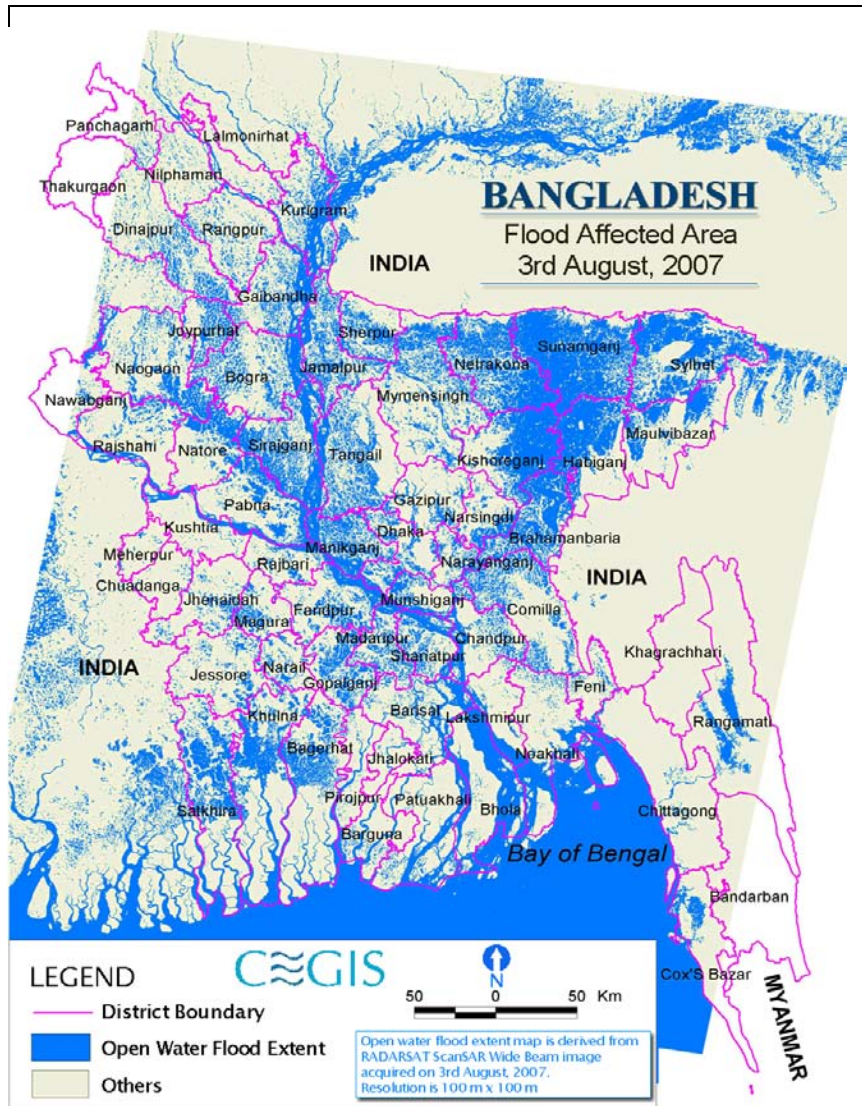 BANGLADESH
Flood Affected Area
3rd August, 2007
Panchagarh
Lalmonirhat
Thakurgaon
Nilphamari
Dinajpur
Rangpur
Kurigram
INDIA
Gaibandha
Joypurhat
Sherpur
Naogaon
Bogra
Jamalpur
Netrakona
Sunamganj
Sylhet
Nawabganj
Mymensingh
Rajshahi
Natore
Sirajganj
Tangail
Kishoreganj
Habiganj
Maulvibazar
Pabna
Gazipur
Narsingdi
Kushtia
Dhaka
Brahamanbaria
Meherpur
Rajbari
Manikganj
Narayanganj
INDIA
Chuadanga
Jhenaidah
Magura
Faridpur
Munshiganj
Comilla
Madaripur
Chandpur
INDIA
Jessore
Narail
Gopalganj
Shariatpur
Khagrachhari
Feni
Khulna
Barisal
Lakshmipur
Rangamati
Bagerhat
Jhalokati
Noakhali
Satkhira
Pirojpur
Patuakhali
Bhola
Chittagong
Barguna
Bay of Bengal
Bandarban
Cox'S Bazar
MYANMAR
LEGEND
District Boundary
Open Water Flood Extent
Others
CEGIS
N
50 0 50 Km
Open water flood extent map is derived from
RADARSAT ScanSAR Wide Beam image
acquired on 3rd August, 2007.
Resolution is 100 m x 100 m